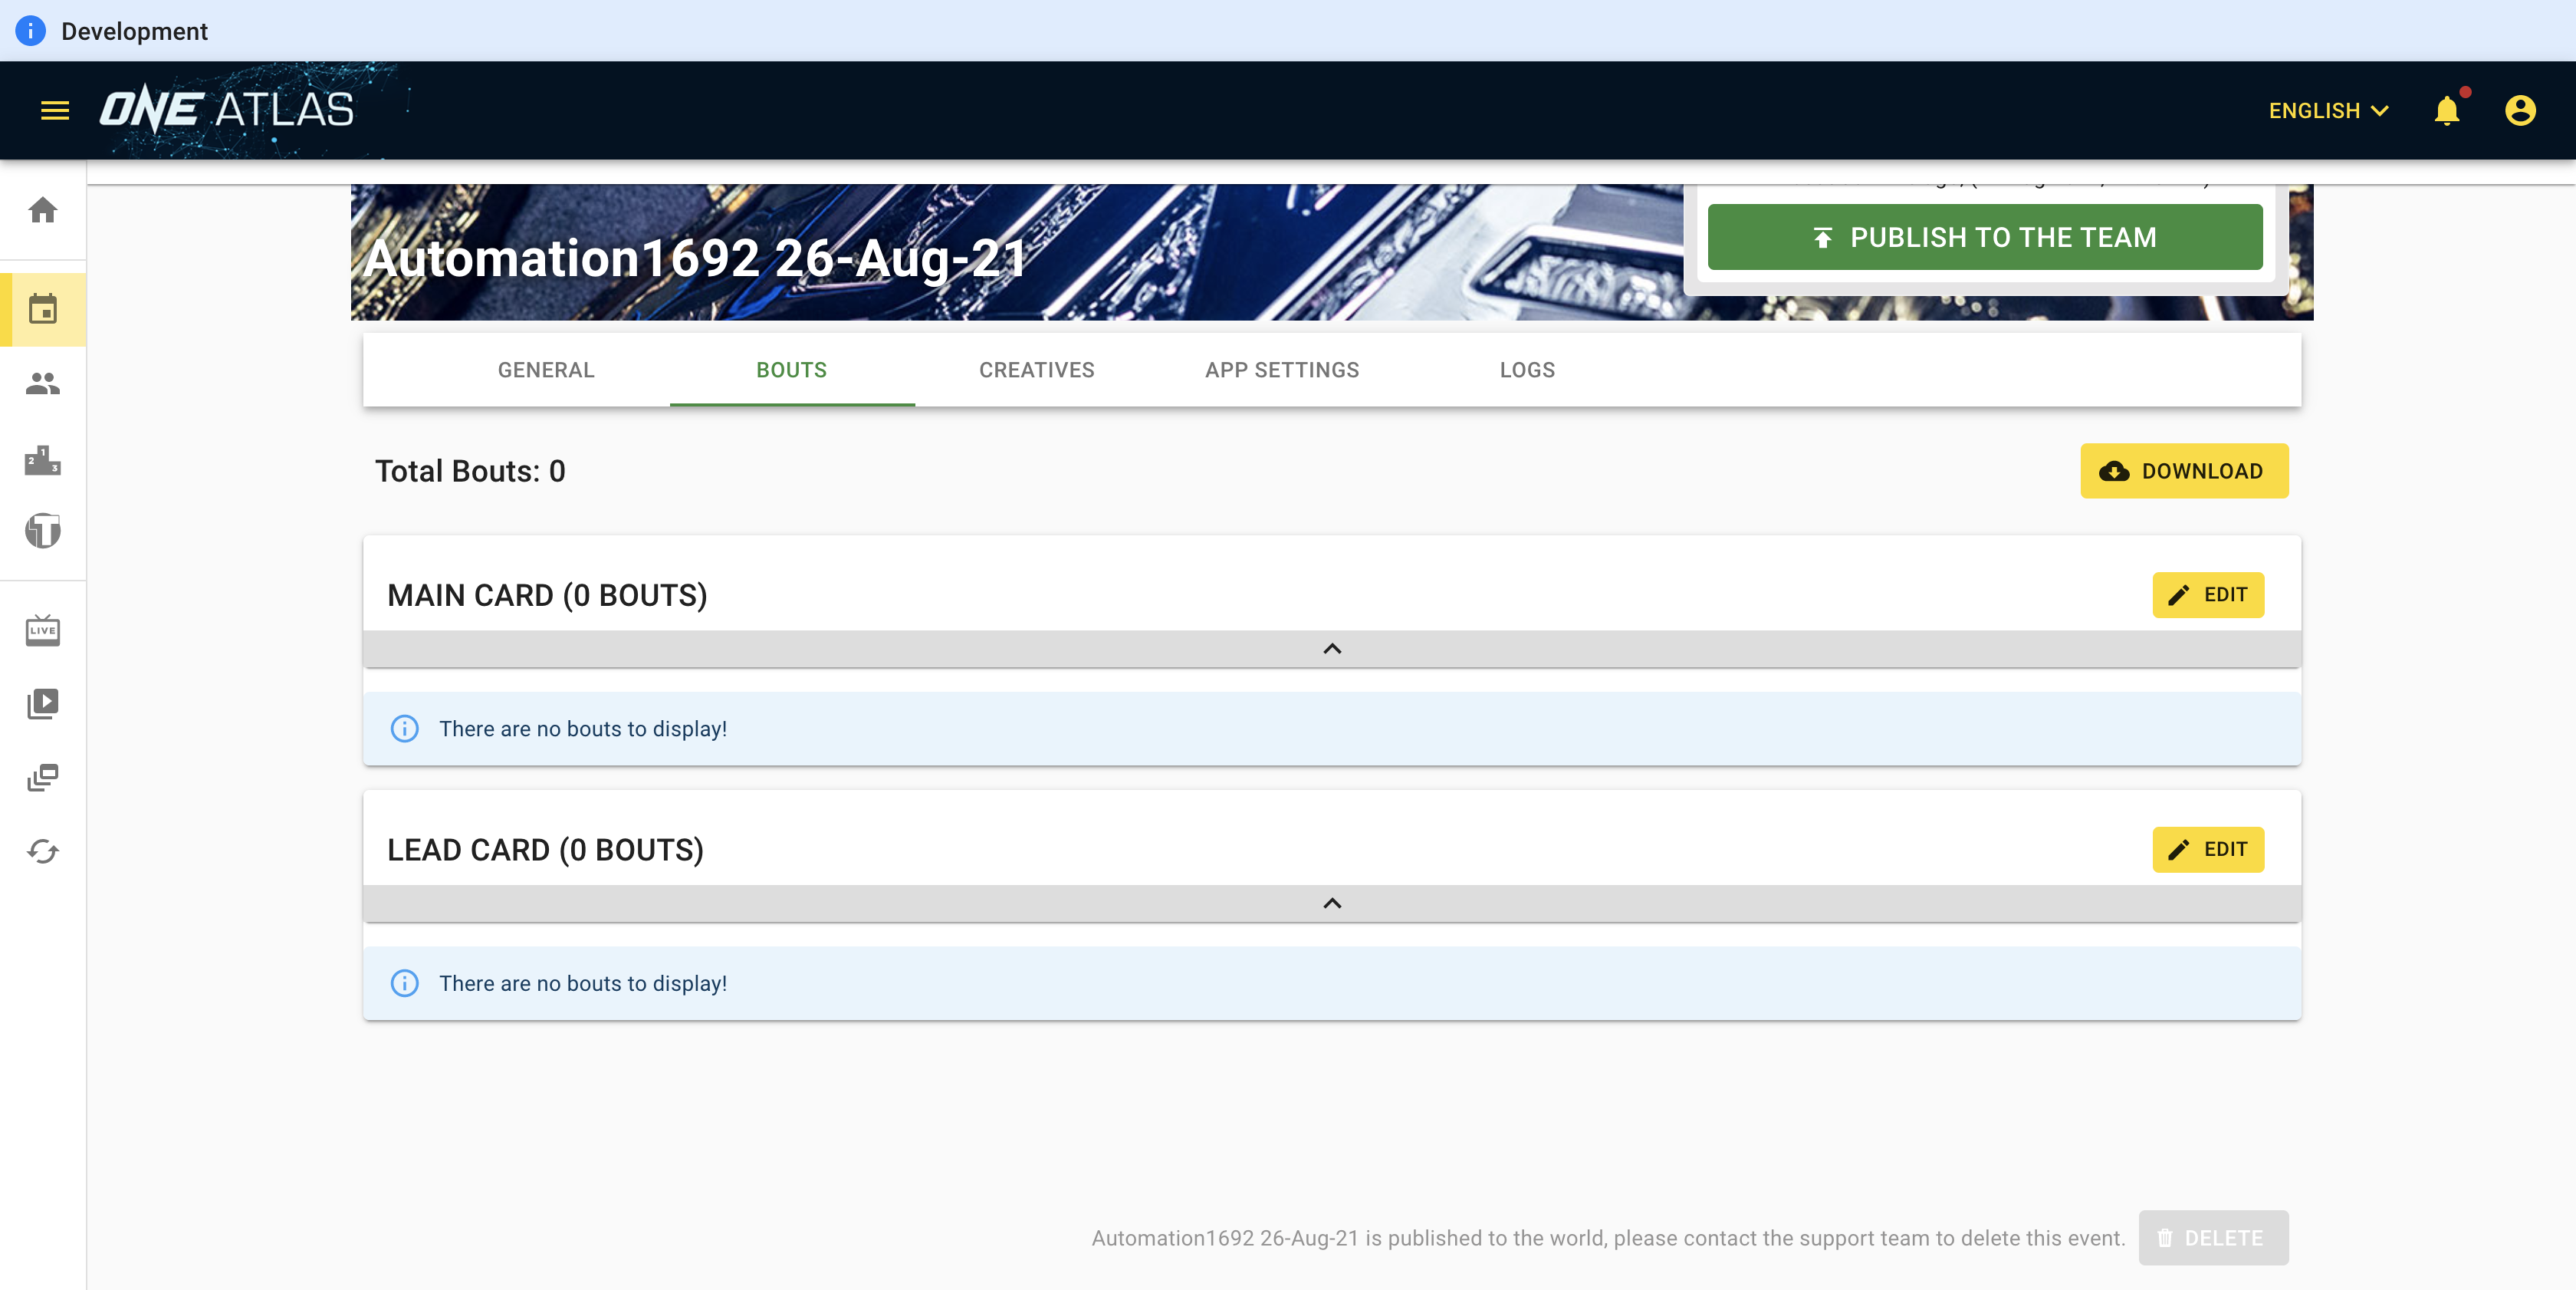 Development
ONE ATLAS
ENGLISH
PUBLISH TO THE TEAM
Automation1692 26-Aug-21
GENERAL BOUTS CREATIVES APP SETTINGS LOGS
Total Bouts: 0
DOWNLOAD
MAIN CARD (0 BOUTS)
EDIT
There are no bouts to display!
LEAD CARD (0 BOUTS)
EDIT
There are no bouts to display!
LIVE
Automation1692 26-Aug-21 is published to the world, please contact the support team to delete this event.
DELETE